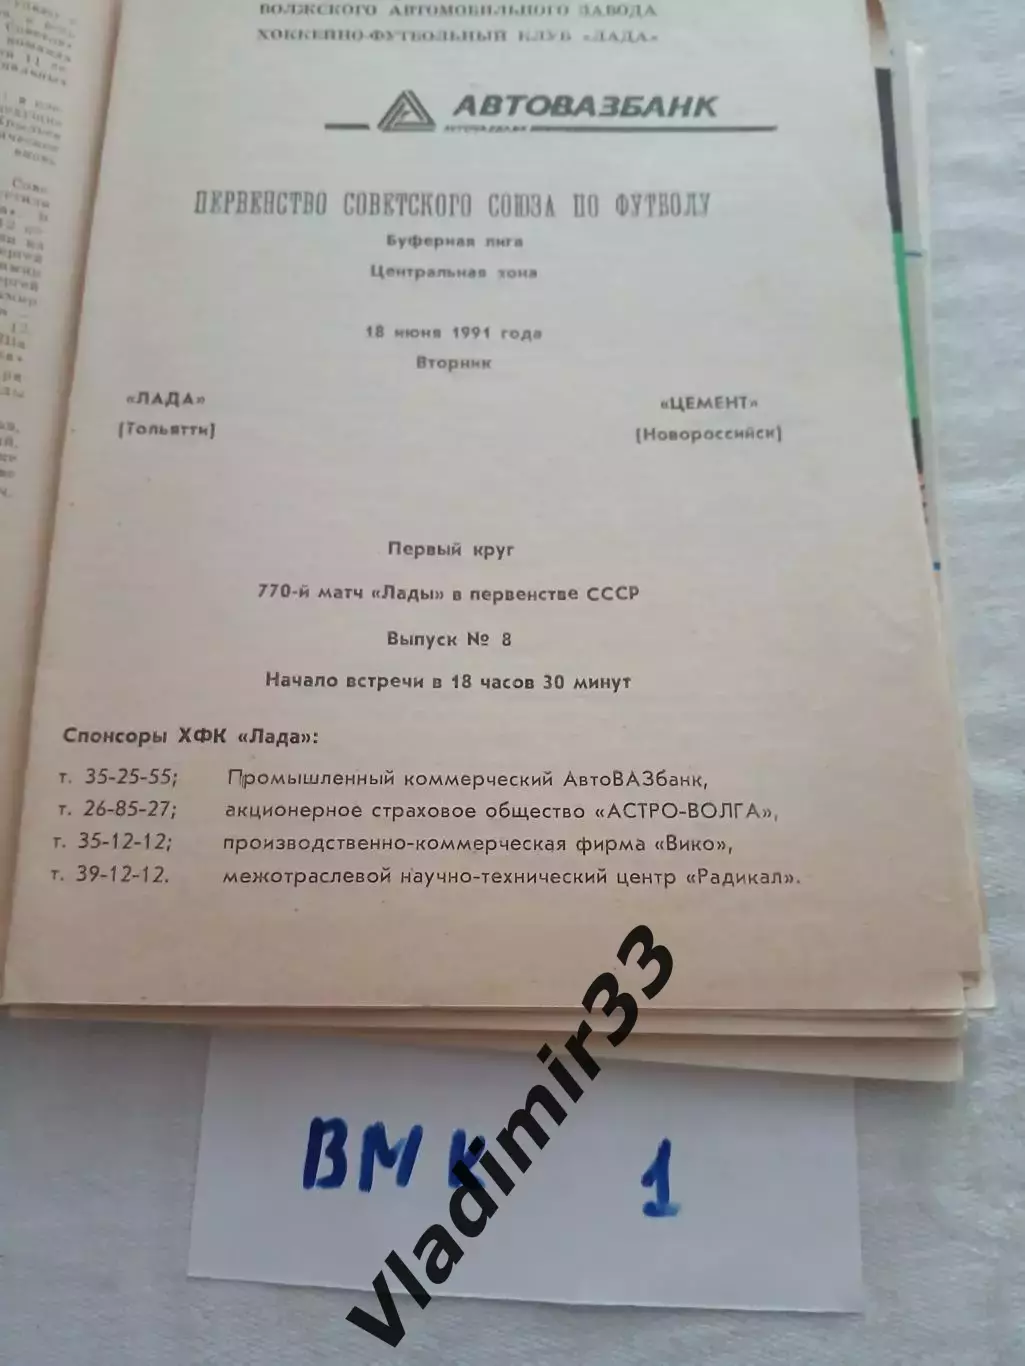 ВОЛЖСКОГО АВТОМОБИЛЬНОГО ЗАВОДА
ХОККЕЙНО-ФУТБОЛЬНЫЙ КЛУБ «ЛАДА»
АВТОВАЗБАНК
ПЕРВЕНСТВО СОВЕТСКОГО СОЮЗА ПО ФУТБОЛУ
Буферная лига
Центральная зона
18 июня 1991 года
Вторник
«ЛАДА» «ЦЕМЕНТ»
(Тольятти) (Новороссийск)
Первый круг
770-й матч «Лады» в первенстве СССР
Выпуск № 8
Начало встречи в 18 часов 30 минут
Спонсоры ХФК «Лада»:
т. 35-25-55; Промышленный коммерческий АвтоВАЗбанк,
т. 26-85-27; акционерное страховое общество «АСТРО-ВОЛГА»,
т. 35-12-12; производственно-коммерческая фирма «Вико»,
т. 39-12-12. межотраслевой научно-технический центр «Радикал».
ВМК 1
Vladimir33